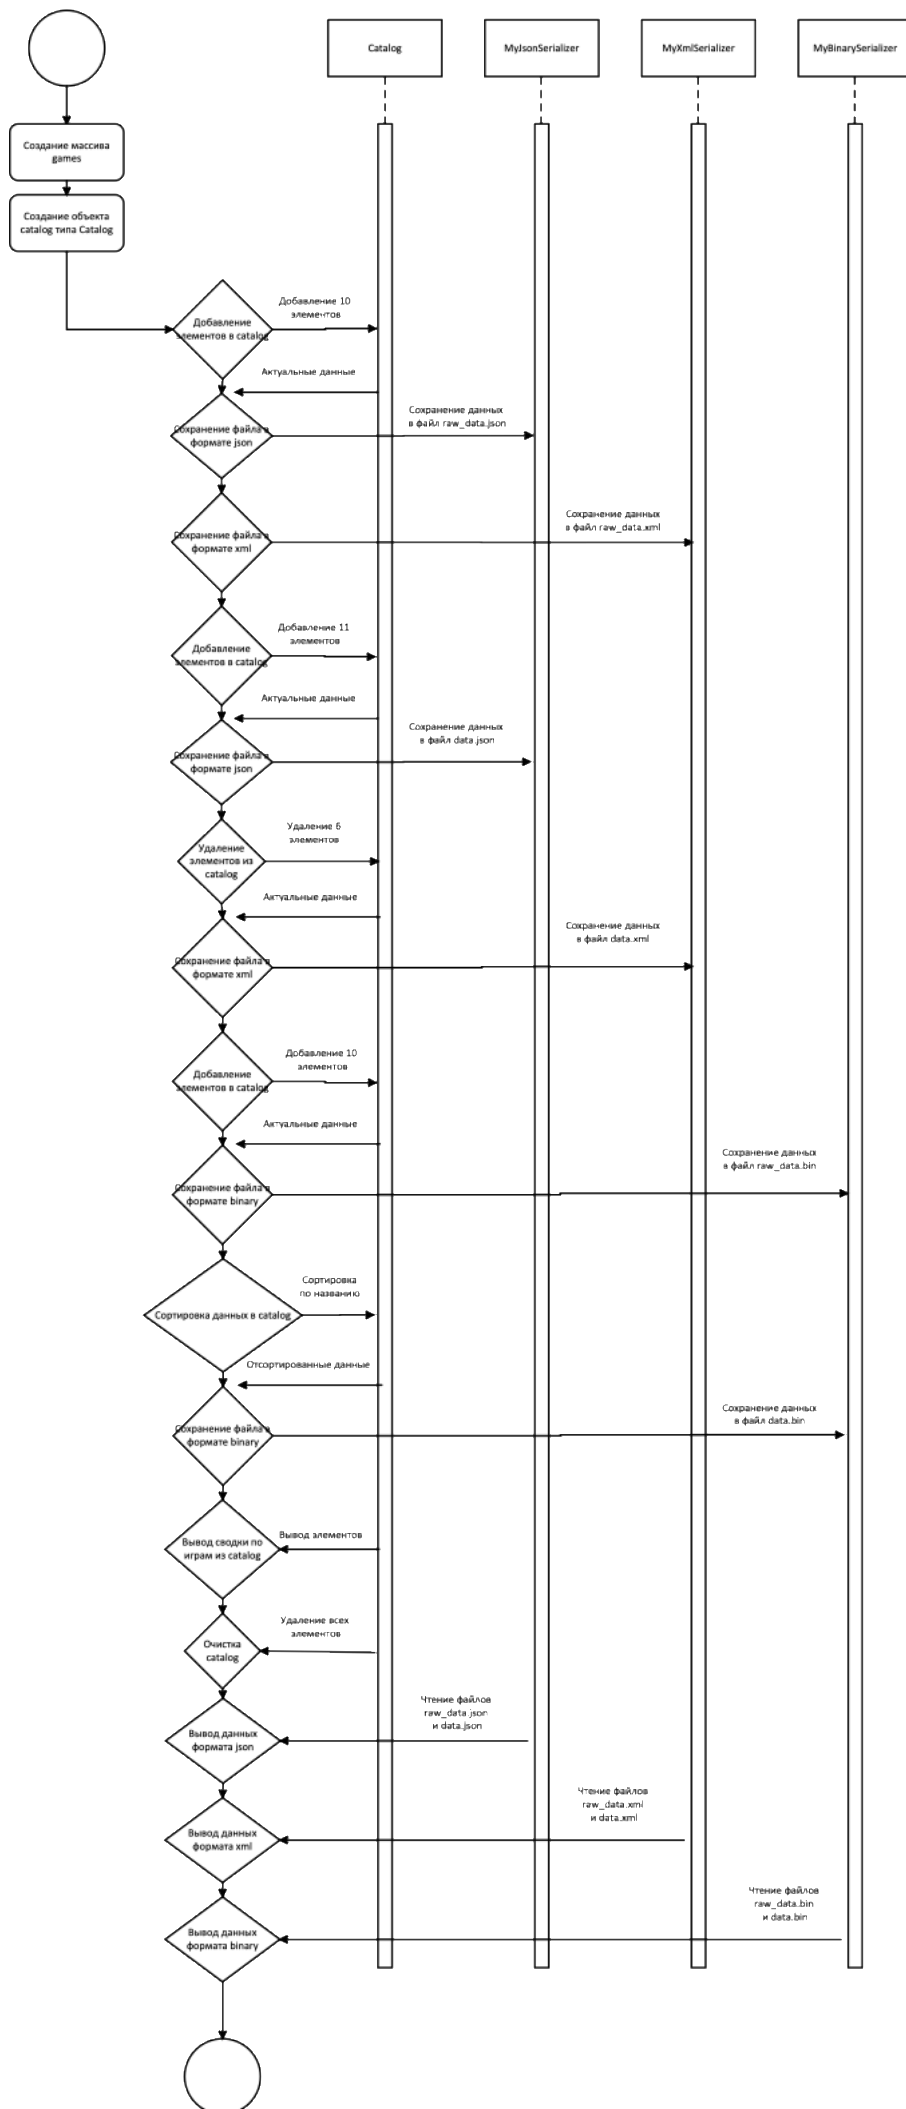 Catalog
MyJsonSerializer
MyXmlSerializer
MyBinarySerializer
Создание массива
games
Создание объекта
catalog типа Catalog
Добавление
элементов в catalog
Добавление 10
элементов
Актуальные данные
Сохранение файла в
формате json
Сохранение данных
в файл raw_data.json
Сохранение файла в
формате xml
Сохранение данных
в файл raw_data.xml
Добавление
элементов в catalog
Добавление 11
элементов
Актуальные данные
Сохранение файла в
формате json
Сохранение данных
в файл data.json
Удаление
элементов из
catalog
Удаление 6
элементов
Актуальные данные
Сохранение файла в
формате xml
Сохранение данных
в файл data.xml
Добавление
элементов в catalog
Добавление 10
элементов
Актуальные данные
Сохранение файла в
формате binary
Сохранение данных
в файл raw_data.bin
Сортировка данных в catalog
Сортировка
по названию
Отсортированные данные
Сохранение файла в
формате binary
Сохранение данных
в файл data.bin
Вывод сводки по
играм из catalog
Вывод элементов
Очистка
catalog
Удаление всех
элементов
Вывод данных
формата json
Чтение файлов
raw_data.json
и data.json
Вывод данных
формата xml
Чтение файлов
raw_data.xml
и data.xml
Вывод данных
формата binary
Чтение файлов
raw_data.bin
и data.bin